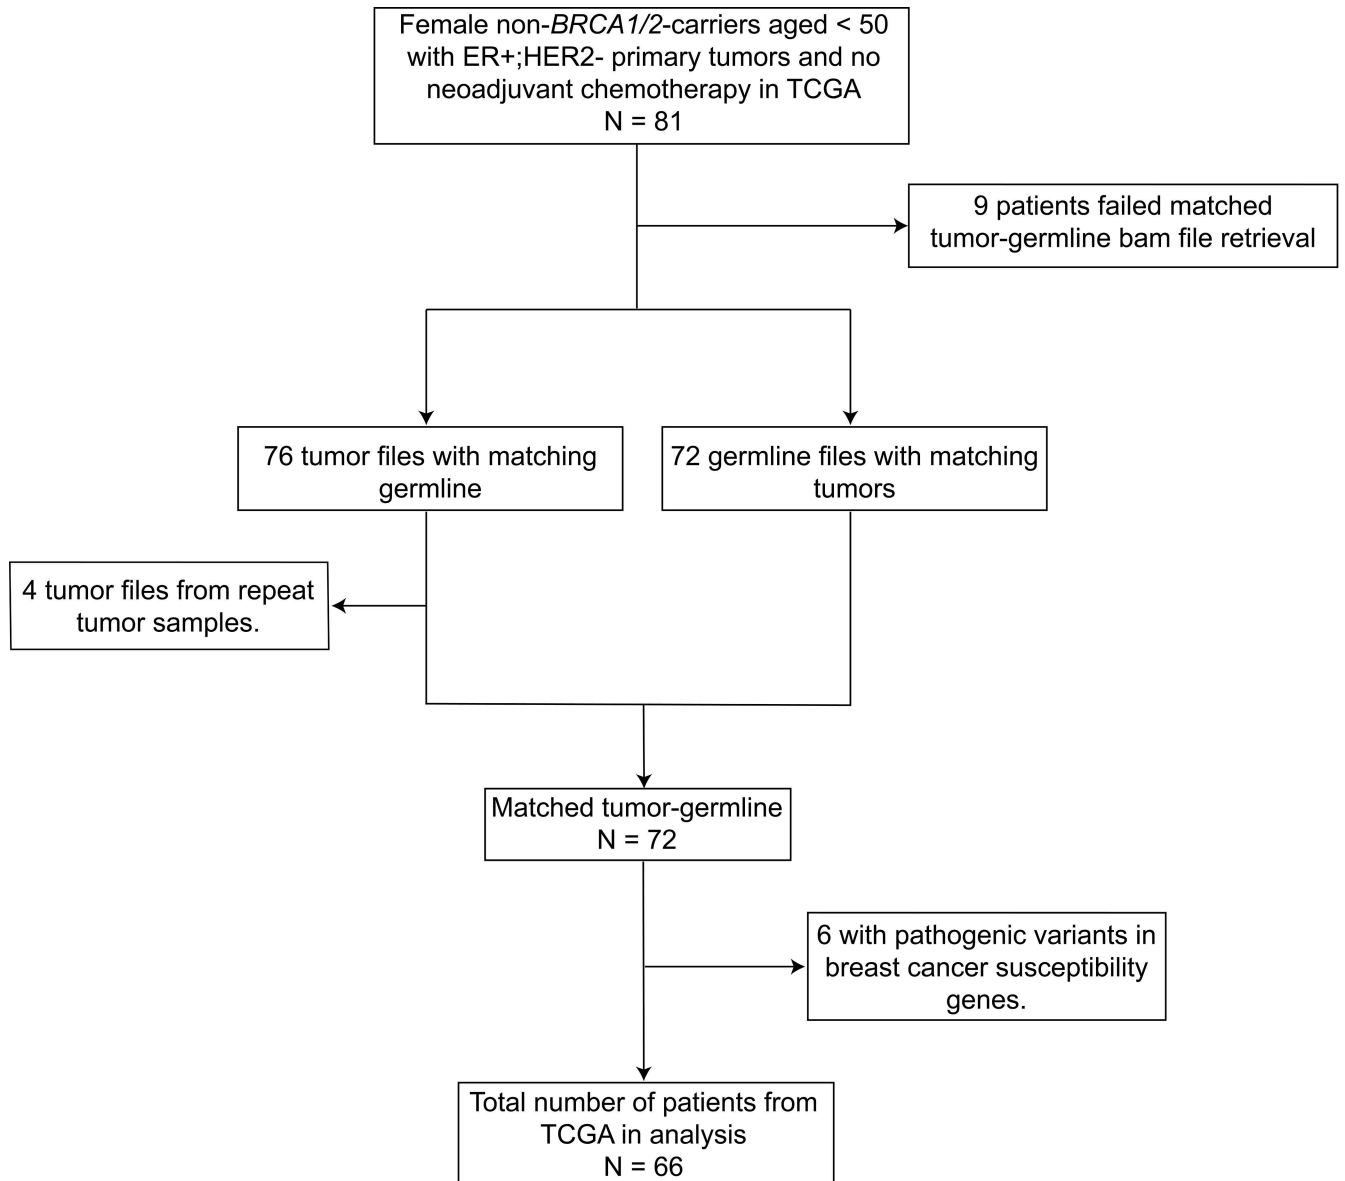 Female non-BRCA1/2-carriers aged < 50
with ER+;HER2- primary tumors and no
neoadjuvant chemotherapy in TCGA
N = 81
9 patients failed matched
tumor-germline bam file retrieval
76 tumor files with matching
germline
72 germline files with matching
tumors
4 tumor files from repeat
tumor samples.
Matched tumor-germline
N = 72
6 with pathogenic variants in
breast cancer susceptibility
genes.
Total number of patients from
TCGA in analysis
N = 66